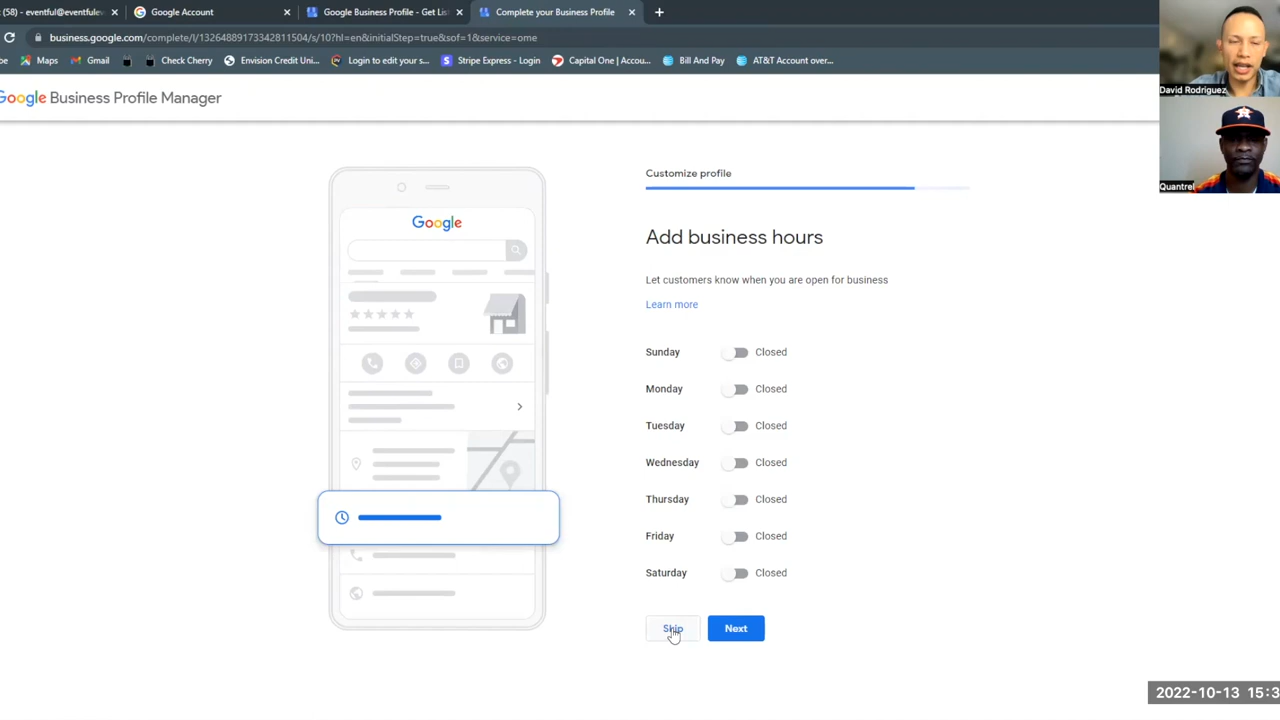 (58) - eventful@eventfulev
Google Account
Google Business Profile - Get List
Complete your Business Profile
business.google.com/complete/l/13264889173342811504/s/10?hl=en&initialStep=true&sof=1&service=ome
be
Maps
Gmail
Check Cherry
Envision Credit Uni...
Login to edit your s...
Stripe Express - Login
Capital One | Accou...
Bill And Pay
AT&T Account over...
David Rodriguez
Google Business Profile Manager
Quantrel
Customize profile
Google
Add business hours
Let customers know when you are open for business
Learn more
Sunday Closed
Monday Closed
Tuesday Closed
Wednesday Closed
Thursday Closed
Friday Closed
Saturday Closed
Skip
Next
2022-10-13 15:3